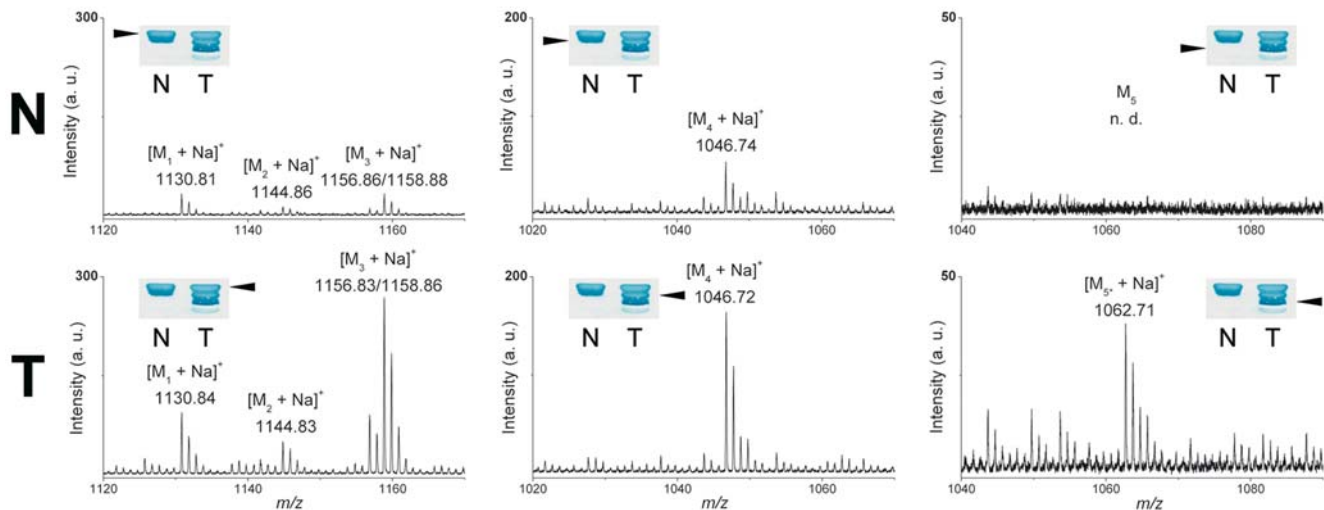 N
300
Intensity (a. u.)
N T
[M₁ + Na]⁺
1130.81
[M₂ + Na]⁺
1144.86
[M₃ + Na]⁺
1156.86/1158.88
1120 1140 1160
200
Intensity (a. u.)
N T
[M₄ + Na]⁺
1046.74
1020 1040 1060
50
Intensity (a. u.)
N T
M₅
n. d.
1040 1060 1080
T
300
Intensity (a. u.)
N T
[M₁ + Na]⁺
1130.84
[M₂ + Na]⁺
1144.83
[M₃ + Na]⁺
1156.83/1158.86
1120 1140 1160
m/z
200
Intensity (a. u.)
N T
[M₄ + Na]⁺
1046.72
1020 1040 1060
m/z
50
Intensity (a. u.)
N T
[M₅* + Na]⁺
1062.71
1040 1060 1080
m/z